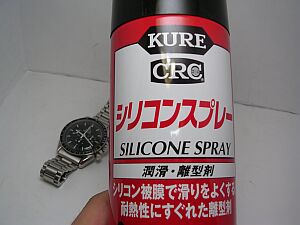 KURE
CRC
シリコンスプレー
SILICONE SPRAY
潤滑・離型剤
シリコン被膜で滑りをよくする
耐熱性にすぐれた離型剤